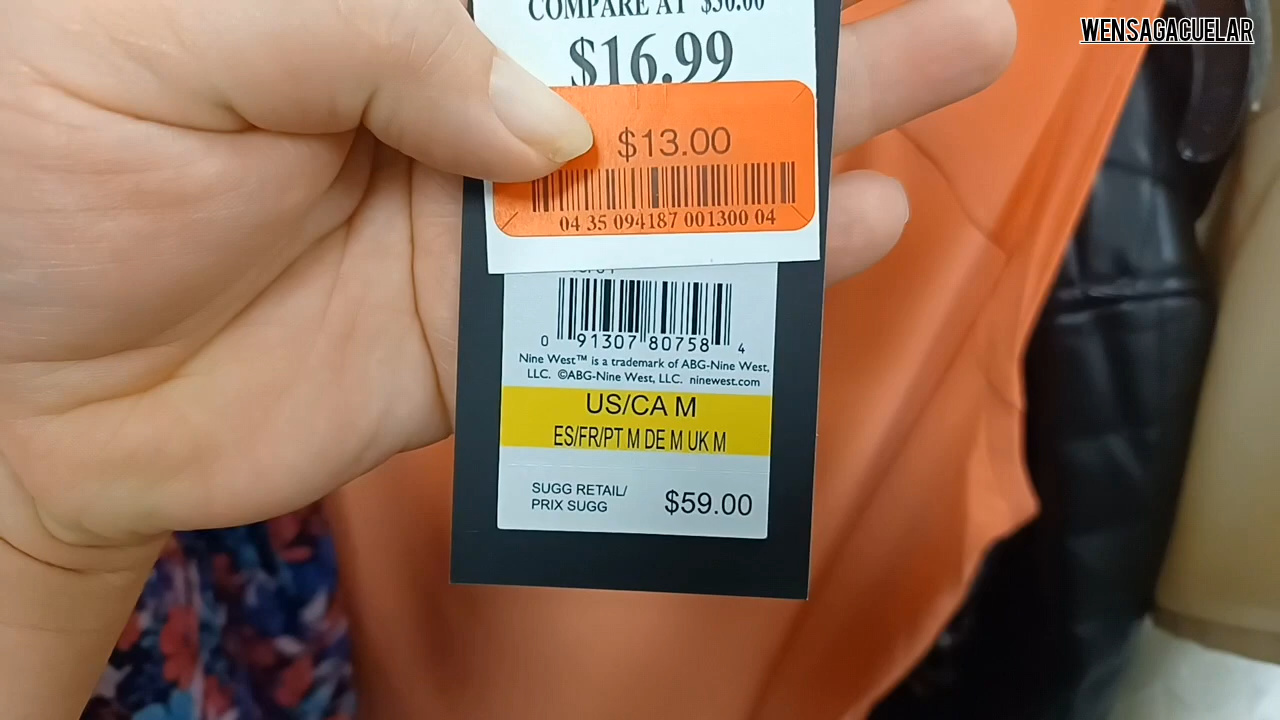 WENSAGACUELAR
COMPARE AT $50.00
$16.99
$13.00
04 35 094187 001300 04
0 91307 80758 4
Nine West™ is a trademark of ABG-Nine West,
LLC. ©ABG-Nine West, LLC. ninewest.com
US/CA M
ES/FR/PT M DE M UK M
SUGG RETAIL/
PRIX SUGG
$59.00